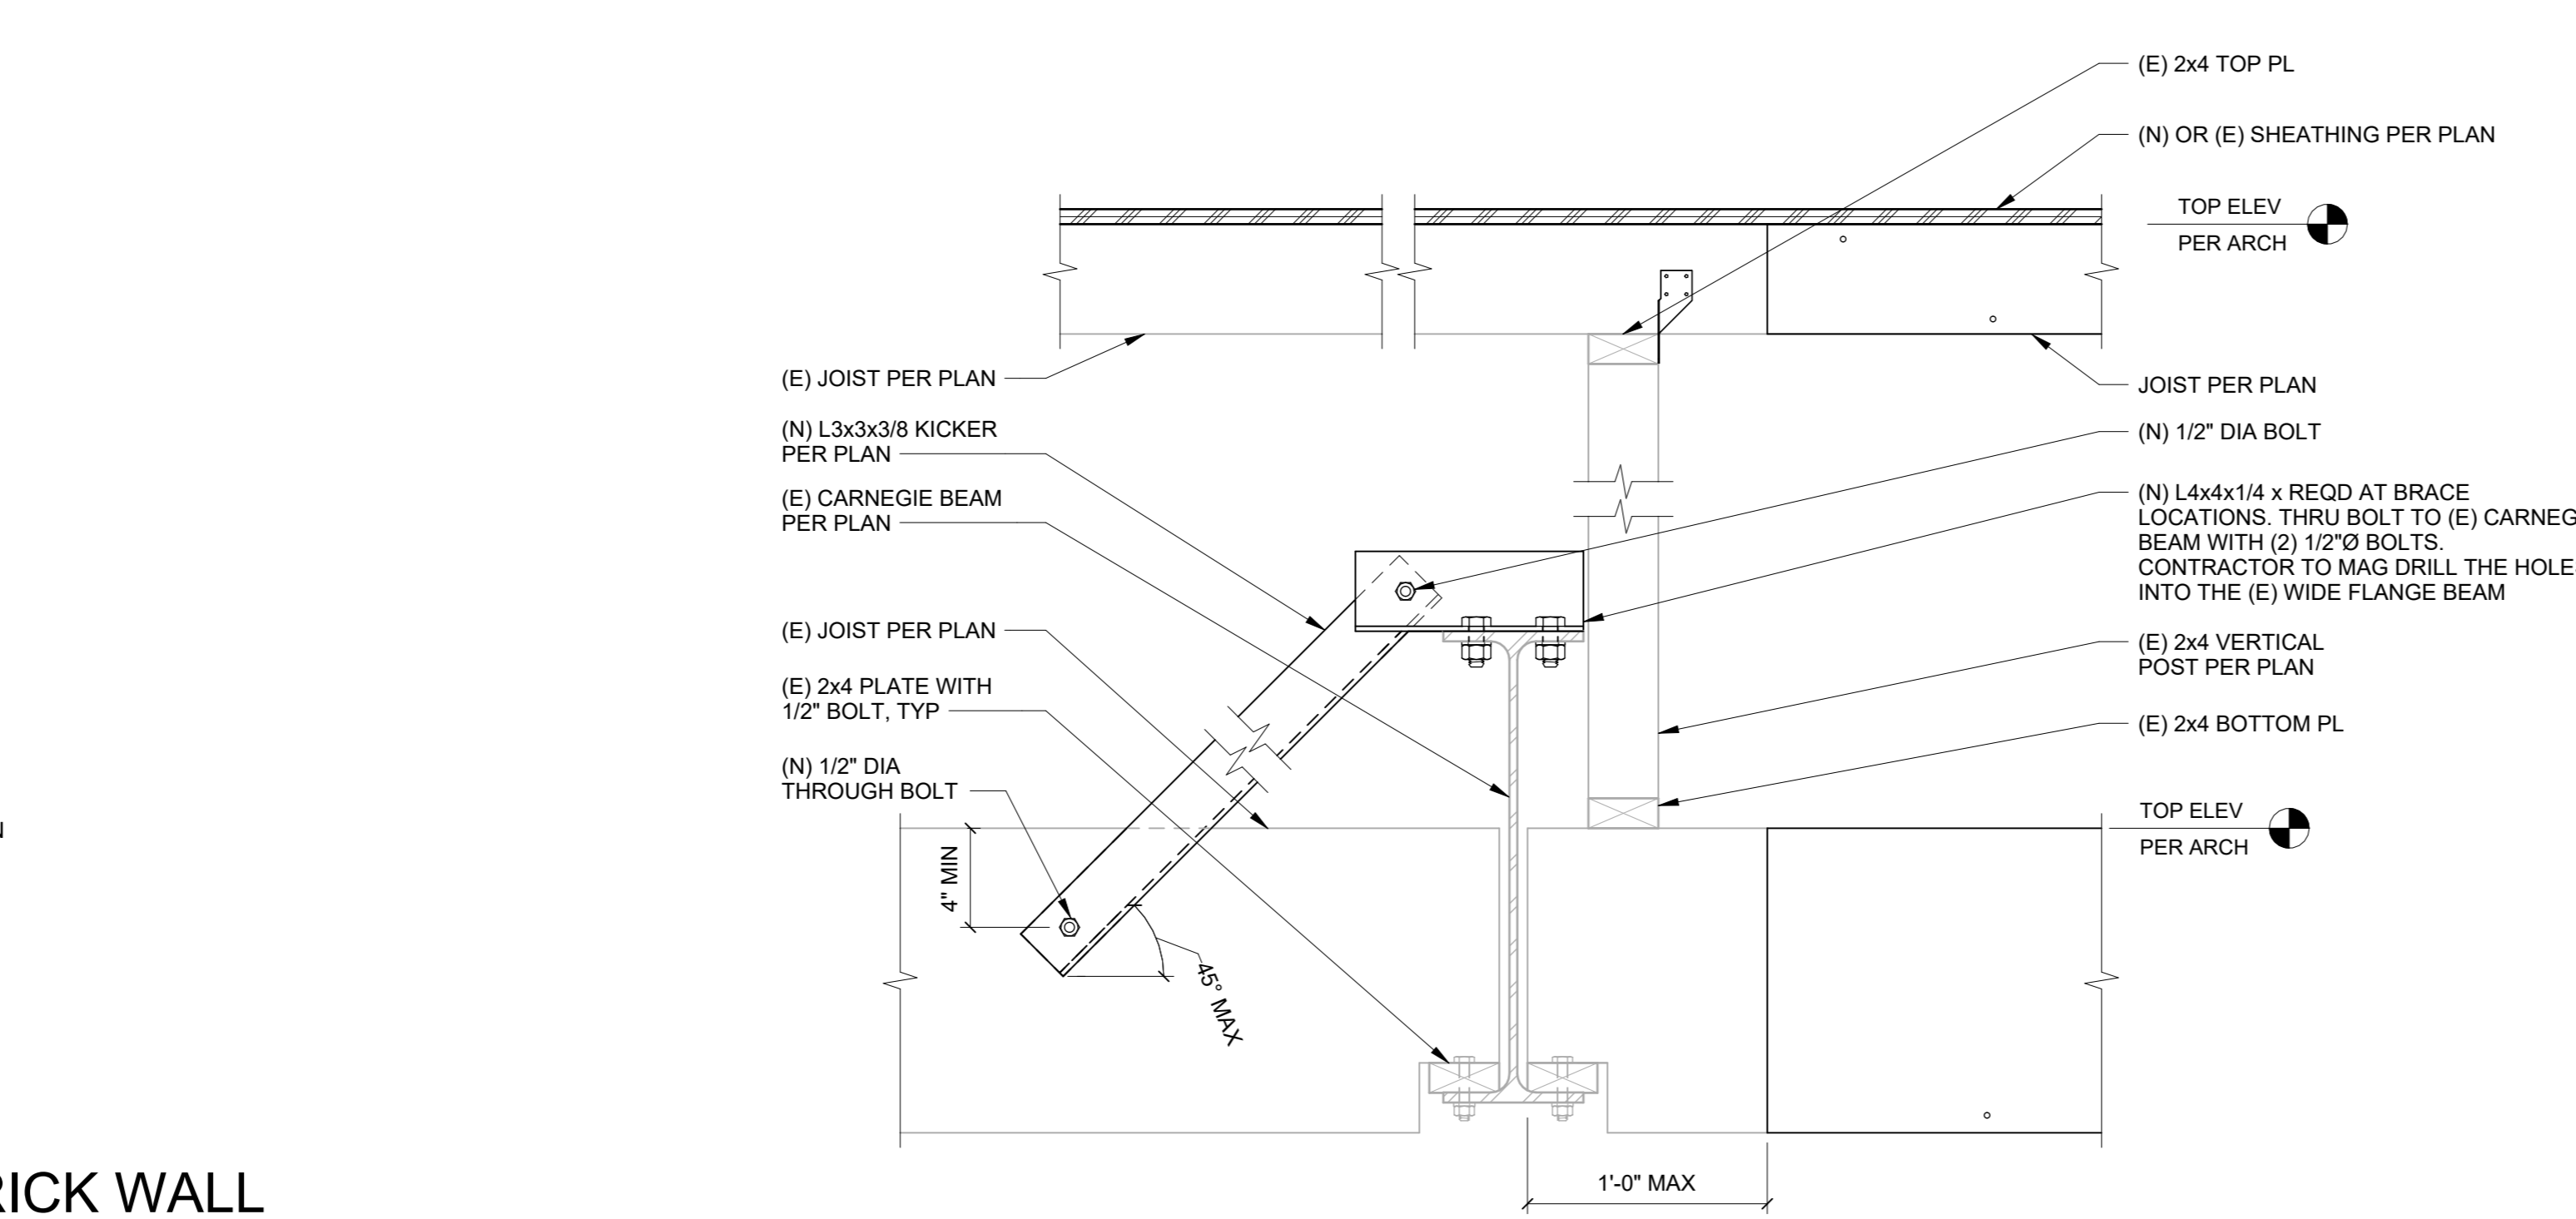 (E) 2x4 TOP PL
(N) OR (E) SHEATHING PER PLAN
TOP ELEV
PER ARCH
(E) JOIST PER PLAN
JOIST PER PLAN
(N) L3x3x3/8 KICKER
PER PLAN
(N) 1/2" DIA BOLT
(E) CARNEGIE BEAM
PER PLAN
(N) L4x4x1/4 x REQD AT BRACE
LOCATIONS. THRU BOLT TO (E) CARNEG
BEAM WITH (2) 1/2"Ø BOLTS.
CONTRACTOR TO MAG DRILL THE HOLE
INTO THE (E) WIDE FLANGE BEAM
(E) JOIST PER PLAN
(E) 2x4 VERTICAL
POST PER PLAN
(E) 2x4 PLATE WITH
1/2" BOLT, TYP
(E) 2x4 BOTTOM PL
(N) 1/2" DIA
THROUGH BOLT
TOP ELEV
PER ARCH
4" MIN
45° MAX
1'-0" MAX
RICK WALL